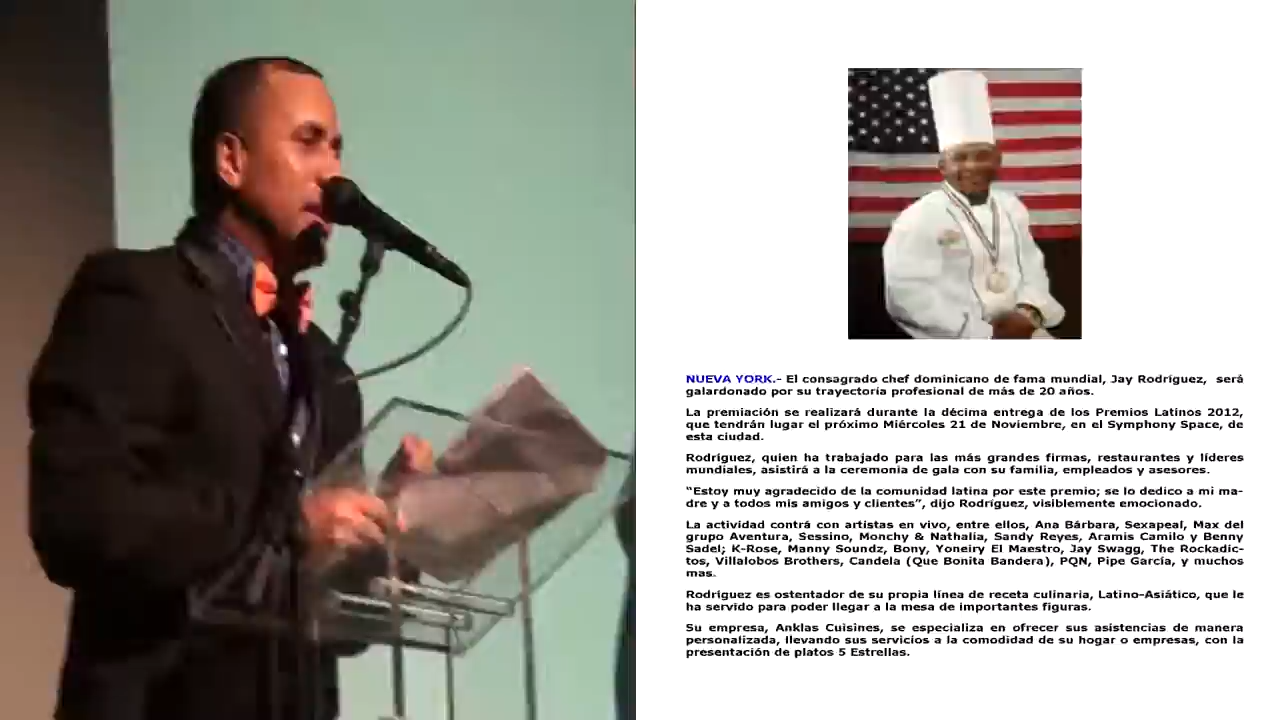 NUEVA YORK.- El consagrado chef dominicano de fama mundial, Jay Rodríguez, será
galardonado por su trayectoria profesional de más de 20 años.
La premiación se realizará durante la décima entrega de los Premios Latinos 2012,
que tendrán lugar el próximo Miércoles 21 de Noviembre, en el Symphony Space, de
esta ciudad.
Rodríguez, quien ha trabajado para las más grandes firmas, restaurantes y líderes
mundiales, asistirá a la ceremonia de gala con su familia, empleados y asesores.
“Estoy muy agradecido de la comunidad latina por este premio; se lo dedico a mi ma-
dre y a todos mis amigos y clientes”, dijo Rodríguez, visiblemente emocionado.
La actividad contrá con artistas en vivo, entre ellos, Ana Bárbara, Sexapeal, Max del
grupo Aventura, Sessino, Monchy & Nathalia, Sandy Reyes, Aramis Camilo y Benny
Sadel; K-Rose, Manny Soundz, Bony, Yoneiry El Maestro, Jay Swagg, The Rockadic-
tos, Villalobos Brothers, Candela (Que Bonita Bandera), PQN, Pipe García, y muchos
mas.
Rodríguez es ostentador de su propia línea de receta culinaria, Latino-Asiático, que le
ha servido para poder llegar a la mesa de importantes figuras.
Su empresa, Anklas Cuisines, se especializa en ofrecer sus asistencias de manera
personalizada, llevando sus servicios a la comodidad de su hogar o empresas, con la
presentación de platos 5 Estrellas.